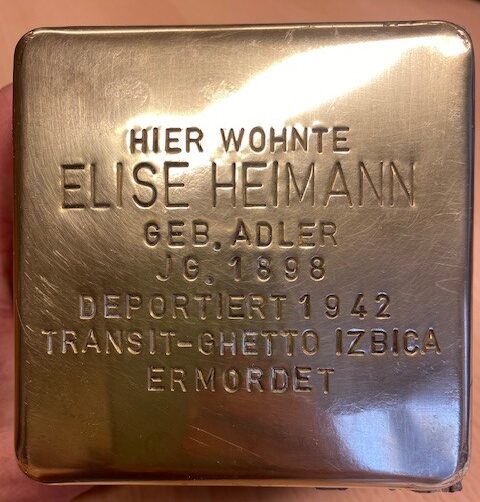 HIER WOHNTE
ELISE HEIMANN
GEB. ADLER
JG. 1898
DEPORTIERT 1942
TRANSIT-GHETTO IZBICA
ERMORDET